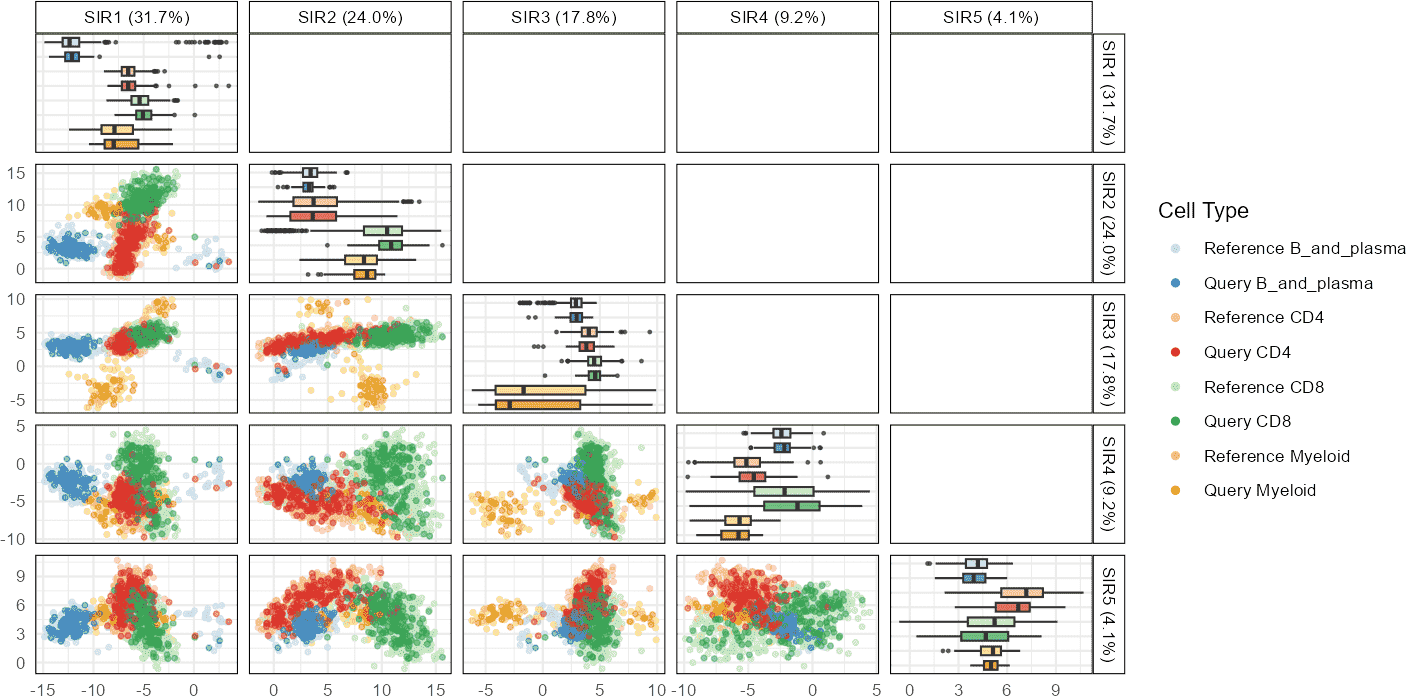 SIR1 (31.7%) SIR2 (24.0%) SIR3 (17.8%) SIR4 (9.2%) SIR5 (4.1%)
SIR1 (31.7%)
15
10
5
0
SIR2 (24.0%)
10
5
0
-5
SIR3 (17.8%)
5
0
-5
-10
SIR4 (9.2%)
9
6
3
0
SIR5 (4.1%)
-15 -10 -5 0 0 5 10 15 -5 0 5 10 -10 -5 0 5 0 3 6 9
Cell Type
Reference B_and_plasma
Query B_and_plasma
Reference CD4
Query CD4
Reference CD8
Query CD8
Reference Myeloid
Query Myeloid